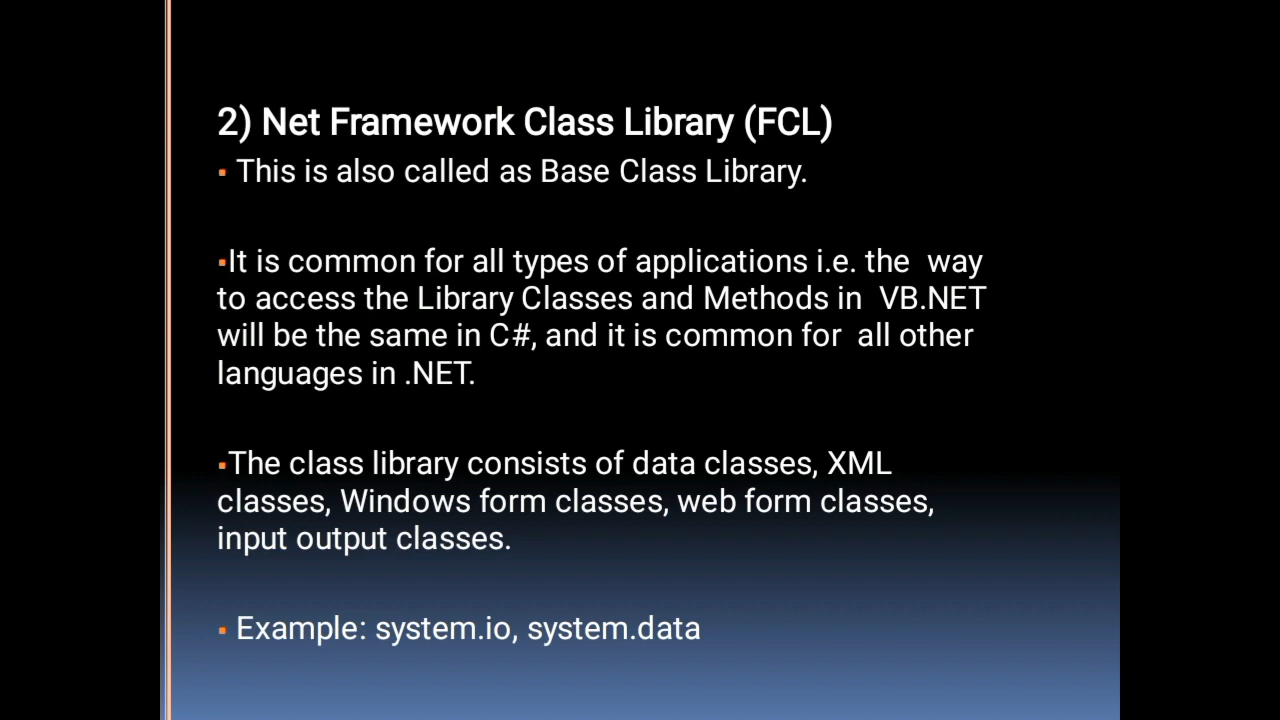 2) Net Framework Class Library (FCL)
▪ This is also called as Base Class Library.
▪It is common for all types of applications i.e. the way
to access the Library Classes and Methods in VB.NET
will be the same in C#, and it is common for all other
languages in .NET.
▪The class library consists of data classes, XML
classes, Windows form classes, web form classes,
input output classes.
▪ Example: system.io, system.data